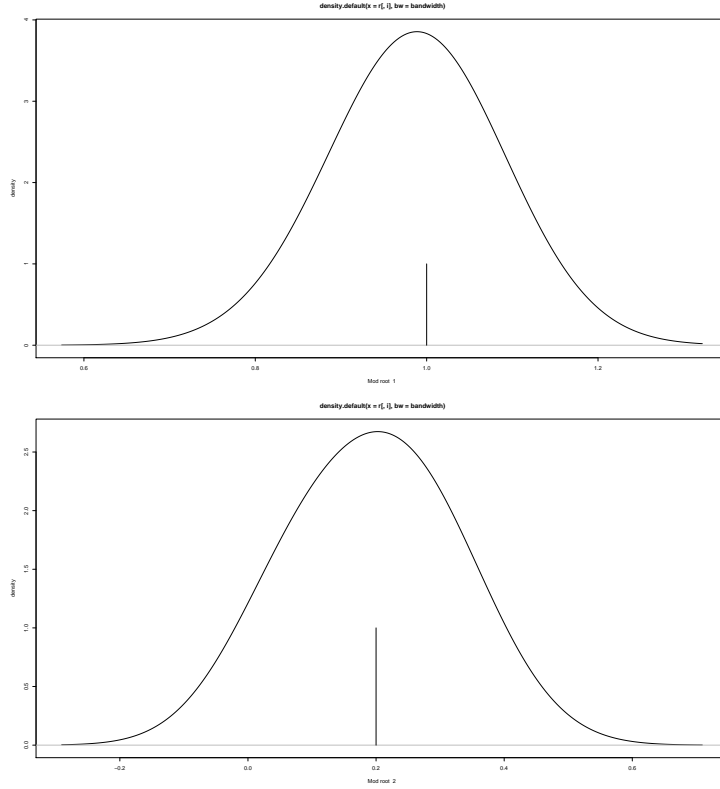 density.default(x = r[, i], bw = bandwidth)
4
3
2
1
0
density
0.6 0.8 1.0 1.2
Mod root 1
density.default(x = r[, i], bw = bandwidth)
2.5
2.0
1.5
1.0
0.5
0.0
density
−0.2 0.0 0.2 0.4 0.6
Mod root 2